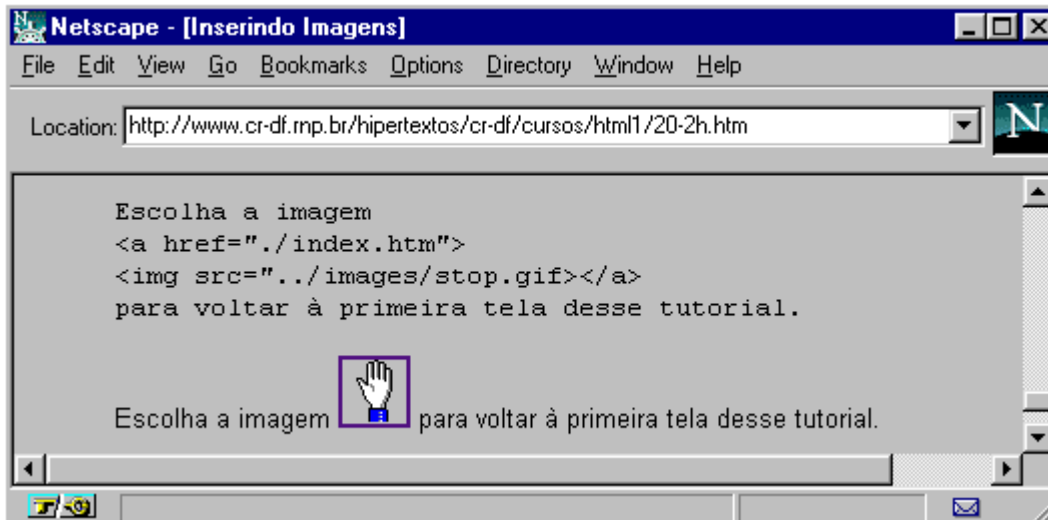 Netscape - [Inserindo Imagens]
File Edit View Go Bookmarks Options Directory Window Help
Location: http://www.cr-df.rnp.br/hipertextos/cr-df/cursos/html1/20-2h.htm
N
Escolha a imagem
<a href="./index.htm">
<img src="../images/stop.gif></a>
para voltar à primeira tela desse tutorial.
Escolha a imagem para voltar à primeira tela desse tutorial.